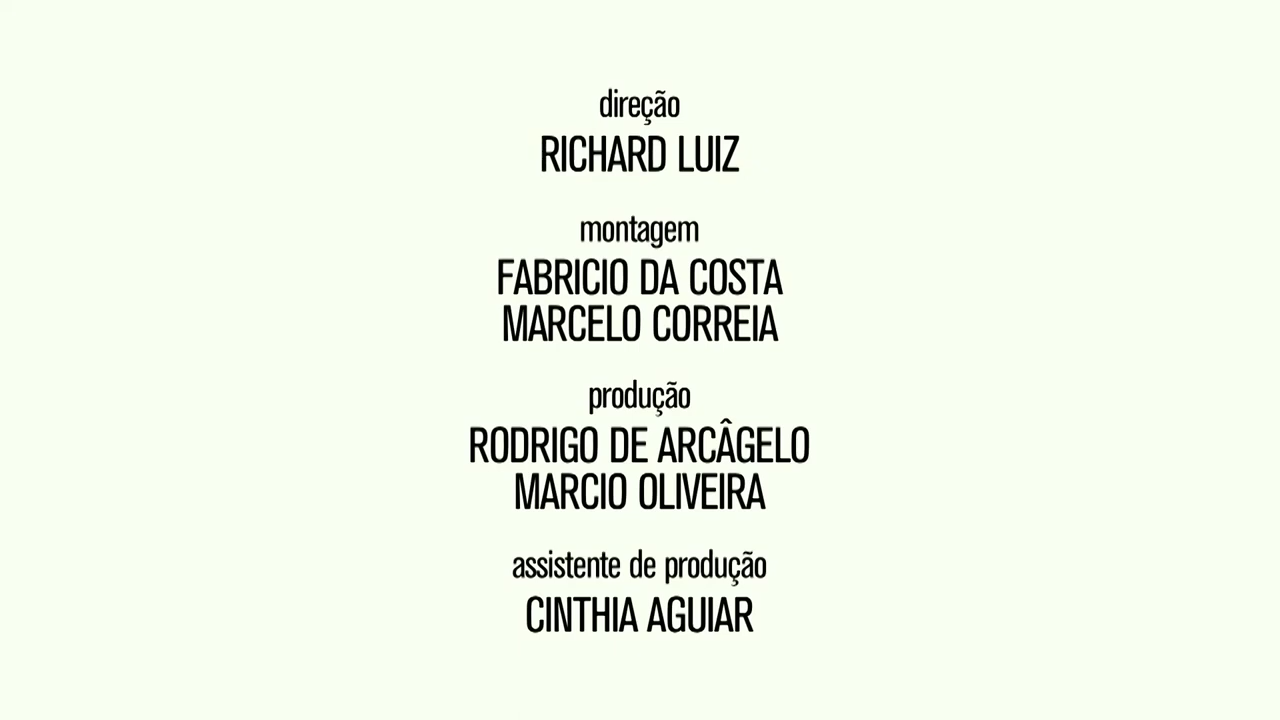 direção
RICHARD LUIZ
montagem
FABRICIO DA COSTA
MARCELO CORREIA
produção
RODRIGO DE ARCÂGELO
MARCIO OLIVEIRA
assistente de produção
CINTHIA AGUIAR